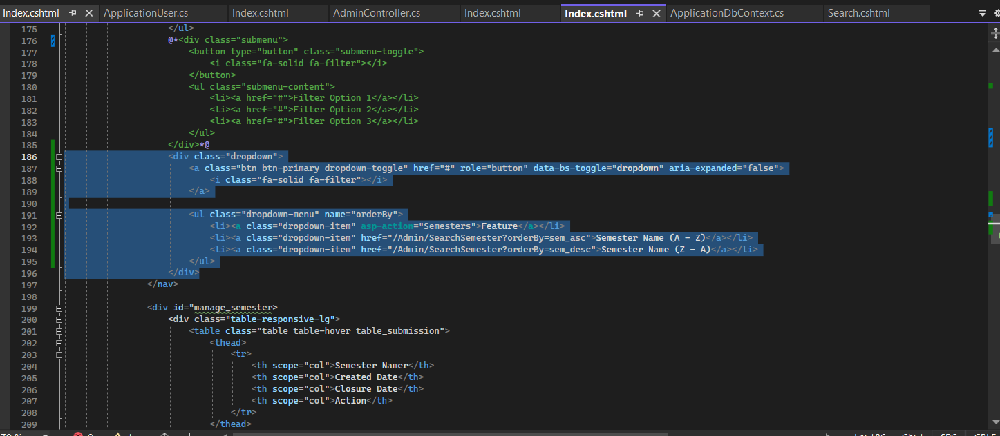 Index.cshtml ApplicationUser.cs Index.cshtml AdminController.cs Index.cshtml Index.cshtml ApplicationDbContext.cs Search.cshtml
175 </ul>
176 @*<div class="submenu">
177 <button type="button" class="submenu-toggle">
178 <i class="fa-solid fa-filter"></i>
179 </button>
180 <ul class="submenu-content">
181 <li><a href="#">Filter Option 1</a></li>
182 <li><a href="#">Filter Option 2</a></li>
183 <li><a href="#">Filter Option 3</a></li>
184 </ul>
185 </div>*@
186 <div class="dropdown">
187 <a class="btn btn-primary dropdown-toggle" href="#" role="button" data-bs-toggle="dropdown" aria-expanded="false">
188 <i class="fa-solid fa-filter"></i>
189 </a>
190
191 <ul class="dropdown-menu" name="orderBy">
192 <li><a class="dropdown-item" asp-action="Semesters">Feature</a></li>
193 <li><a class="dropdown-item" href="/Admin/SearchSemester?orderBy=sem_asc">Semester Name (A - Z)</a></li>
194 <li><a class="dropdown-item" href="/Admin/SearchSemester?orderBy=sem_desc">Semester Name (Z - A)</a></li>
195 </ul>
196 </div>
197 </nav>
198
199 <div id="manage_semester>
200 <div class="table-responsive-lg">
201 <table class="table table-hover table_submission">
202 <thead>
203 <tr>
204 <th scope="col">Semester Namer</th>
205 <th scope="col">Created Date</th>
206 <th scope="col">Closure Date</th>
207 <th scope="col">Action</th>
208 </tr>
209 </thead>